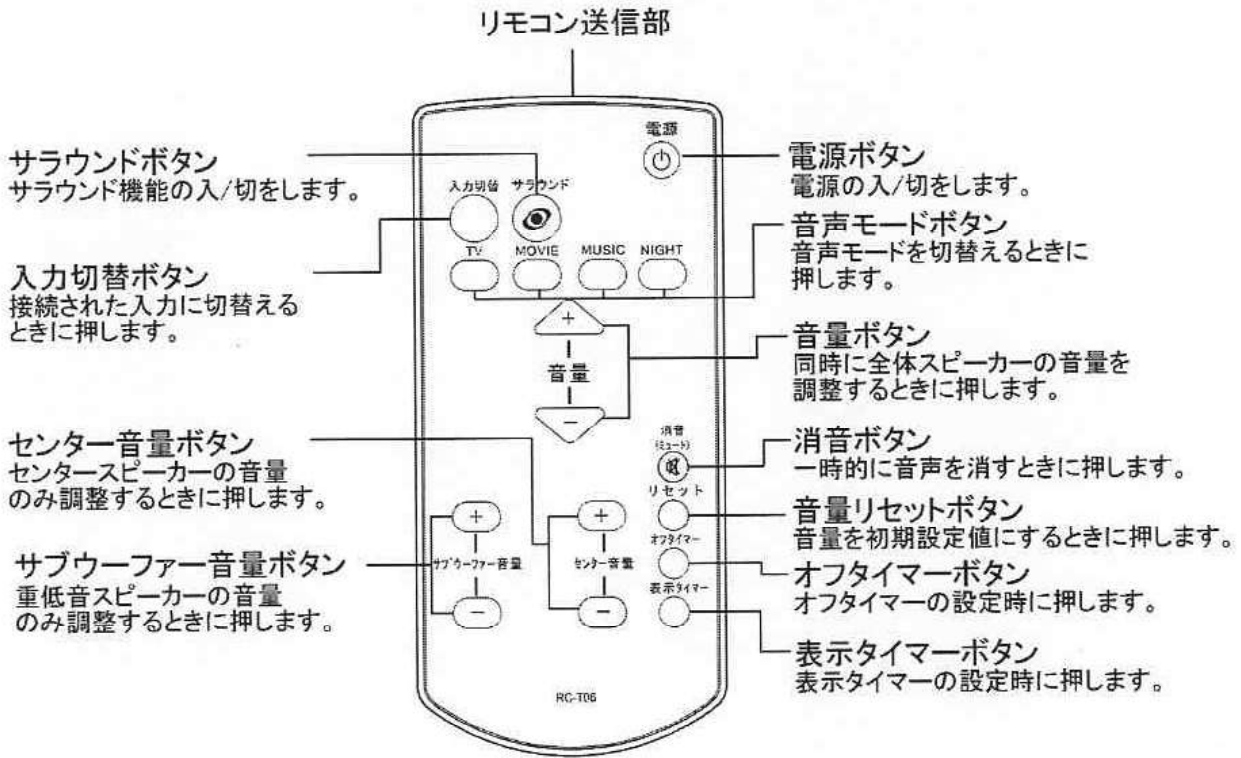 リモコン送信部
サラウンドボタン
サラウンド機能の入/切をします。
入力切替ボタン
接続された入力に切替える
ときに押します。
センター音量ボタン
センタースピーカーの音量
のみ調整するときに押します。
サブウーファー音量ボタン
重低音スピーカーの音量
のみ調整するときに押します。
電源
入力切替 サラウンド
TV MOVIE MUSIC NIGHT
+
音量
−
消音
(ミュート)
リセット
+ +
オフタイマー
サブウーファー音量 センター音量
表示タイマー
− −
RC-T06
電源ボタン
電源の入/切をします。
音声モードボタン
音声モードを切替えるときに
押します。
音量ボタン
同時に全体スピーカーの音量を
調整するときに押します。
消音ボタン
一時的に音声を消すときに押します。
音量リセットボタン
音量を初期設定値にするときに押します。
オフタイマーボタン
オフタイマーの設定時に押します。
表示タイマーボタン
表示タイマーの設定時に押します。